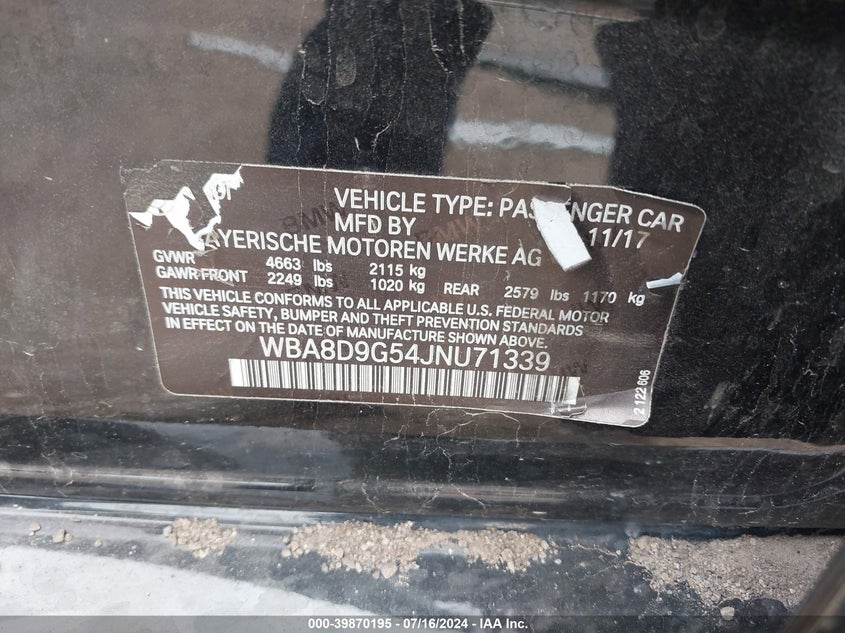 VEHICLE TYPE: PASSENGER CAR
MFD BY 11/17
AYERISCHE MOTOREN WERKE AG
GVWR 4663 lbs 2115 kg
GAWR FRONT 2249 lbs 1020 kg REAR 2579 lbs 1170 kg
THIS VEHICLE CONFORMS TO ALL APPLICABLE U.S. FEDERAL MOTOR
VEHICLE SAFETY, BUMPER AND THEFT PREVENTION STANDARDS
IN EFFECT ON THE DATE OF MANUFACTURE SHOWN ABOVE.
WBA8D9G54JNU71339
2 122 606
000-39870195 - 07/16/2024 - IAA Inc.